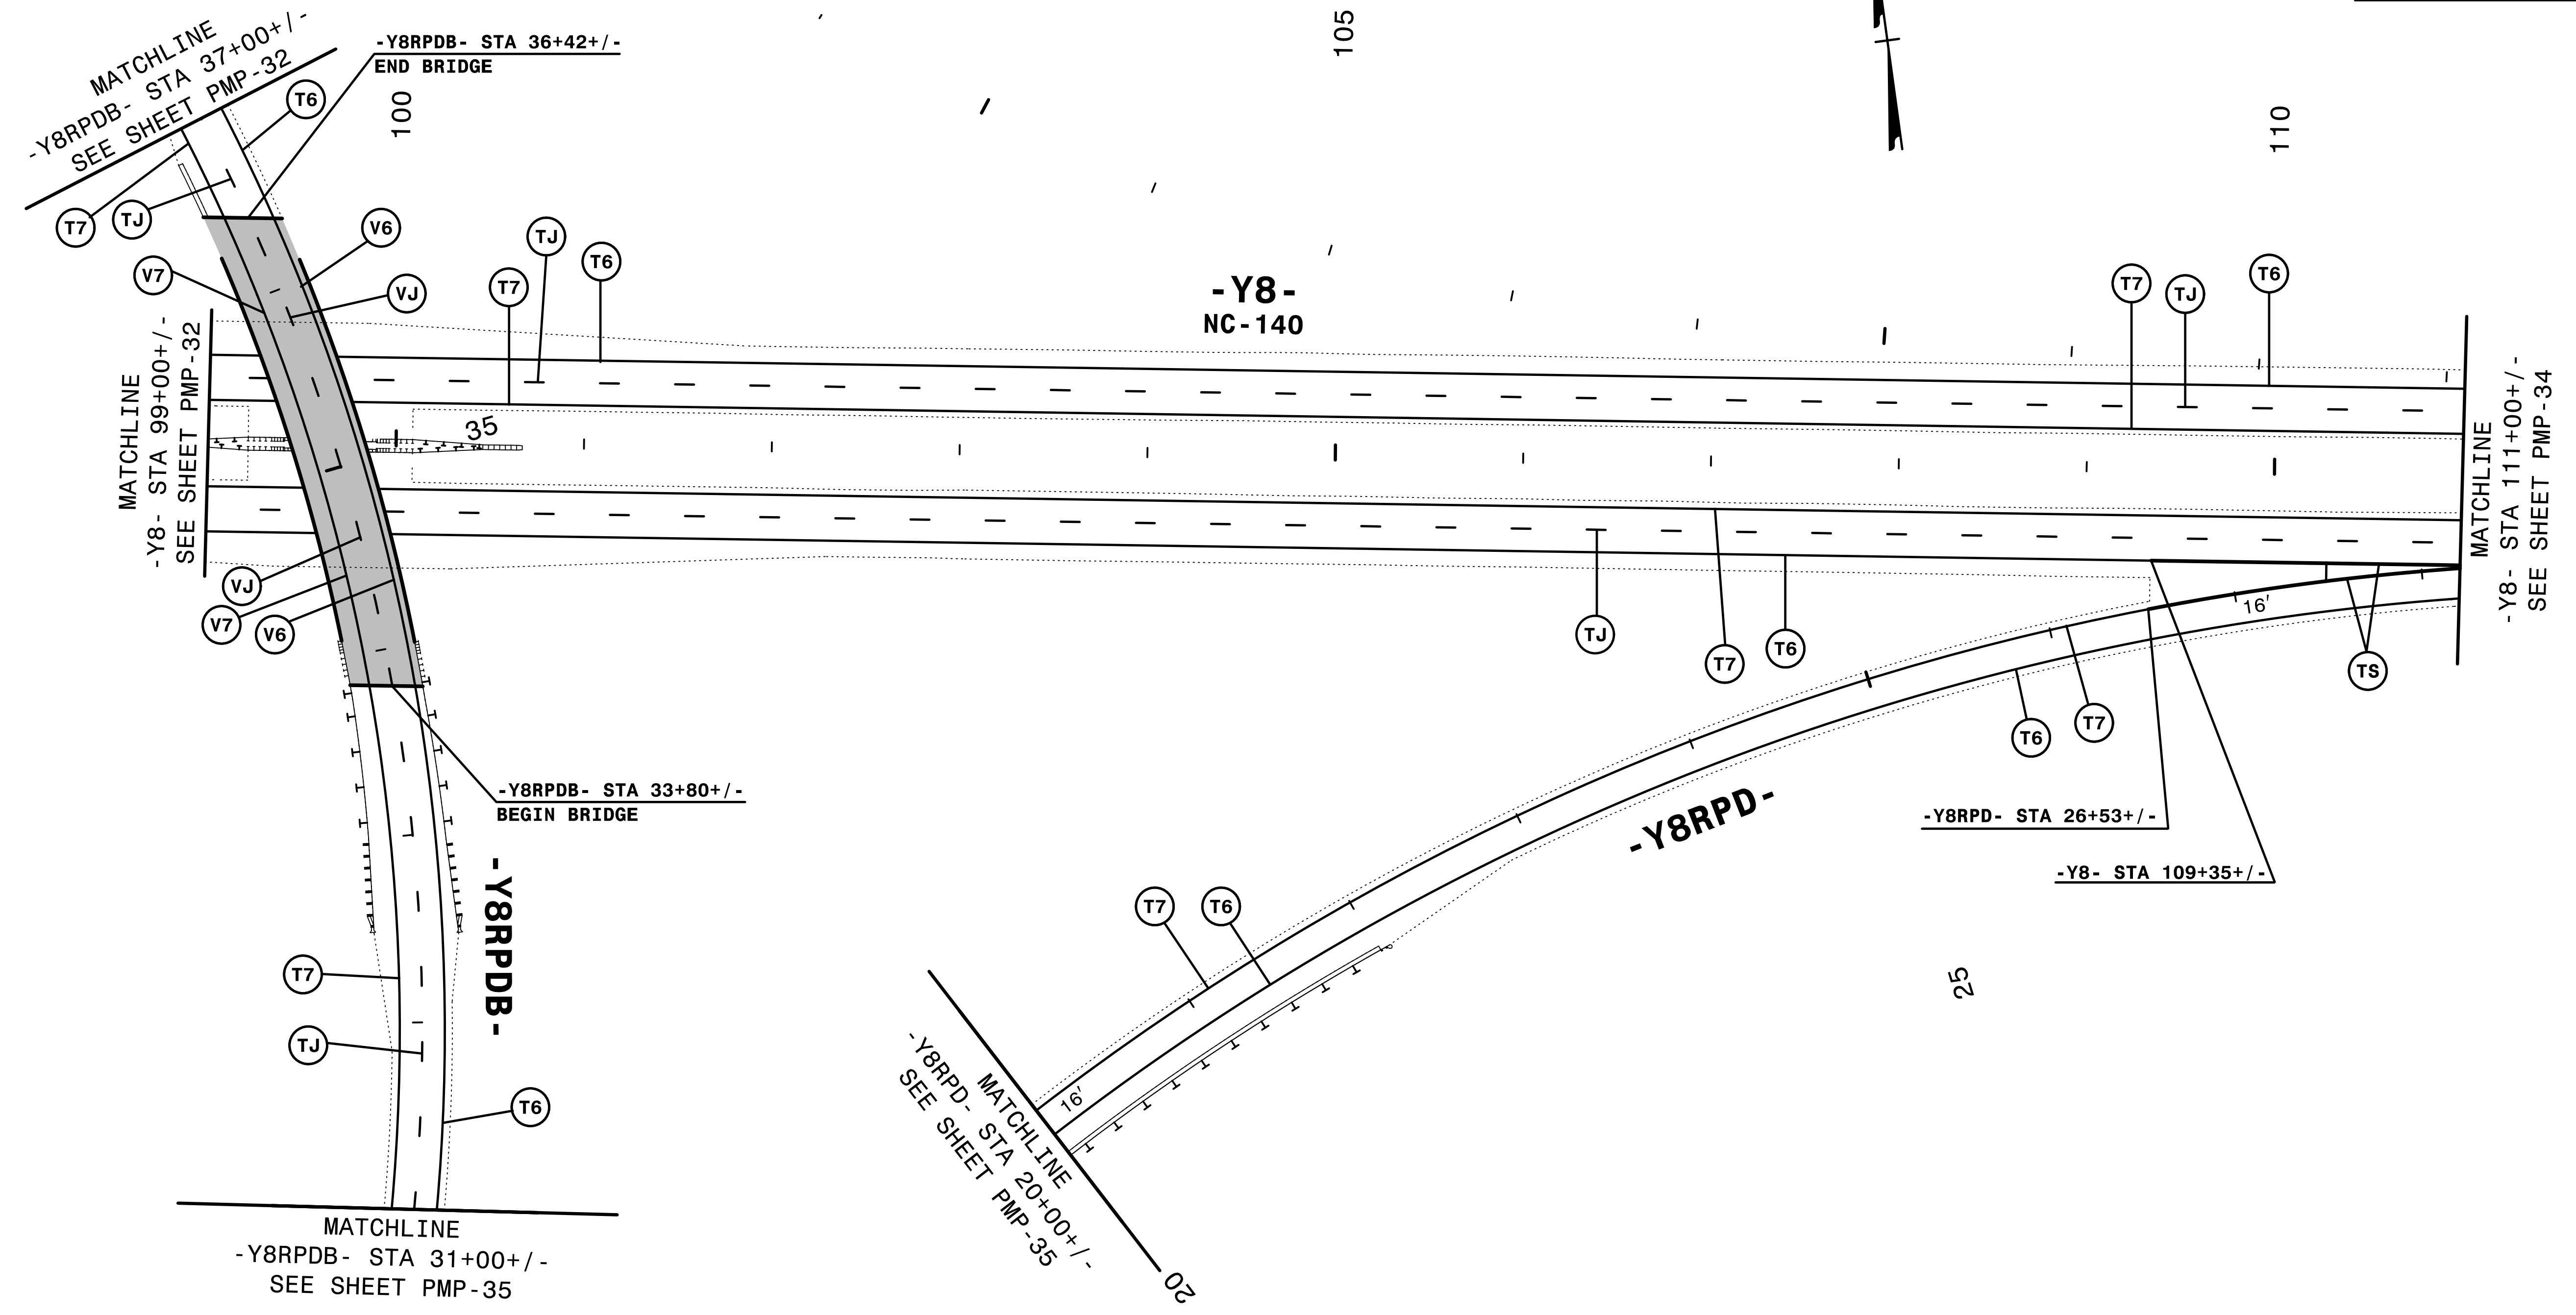 MATCHLINE
-Y8RPDB- STA 37+00+/-
SEE SHEET PMP-32
-Y8RPDB- STA 36+42+/-
END BRIDGE
T6
100
105
110
T7
TJ
V6
V7
VJ
MATCHLINE
-Y8- STA 99+00+/-
SEE SHEET PMP-32
T7
TJ
T6
-Y8-
NC-140
T7
TJ
T6
35
MATCHLINE
-Y8- STA 111+00+/-
SEE SHEET PMP-34
VJ
V7
V6
TJ
T7
T6
16'
TS
T6
T7
-Y8RPDB- STA 33+80+/-
BEGIN BRIDGE
-Y8RPD-
-Y8RPD- STA 26+53+/-
-Y8- STA 109+35+/-
-Y8RPDB-
T7
T6
25
T7
TJ
T6
16'
MATCHLINE
-Y8RPD- STA 20+00+/-
SEE SHEET PMP-35
20
MATCHLINE
-Y8RPDB- STA 31+00+/-
SEE SHEET PMP-35